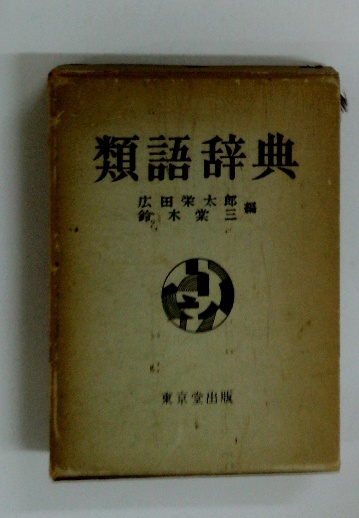 類語辞典
広田栄太郎
鈴木棠三
編
東京堂出版